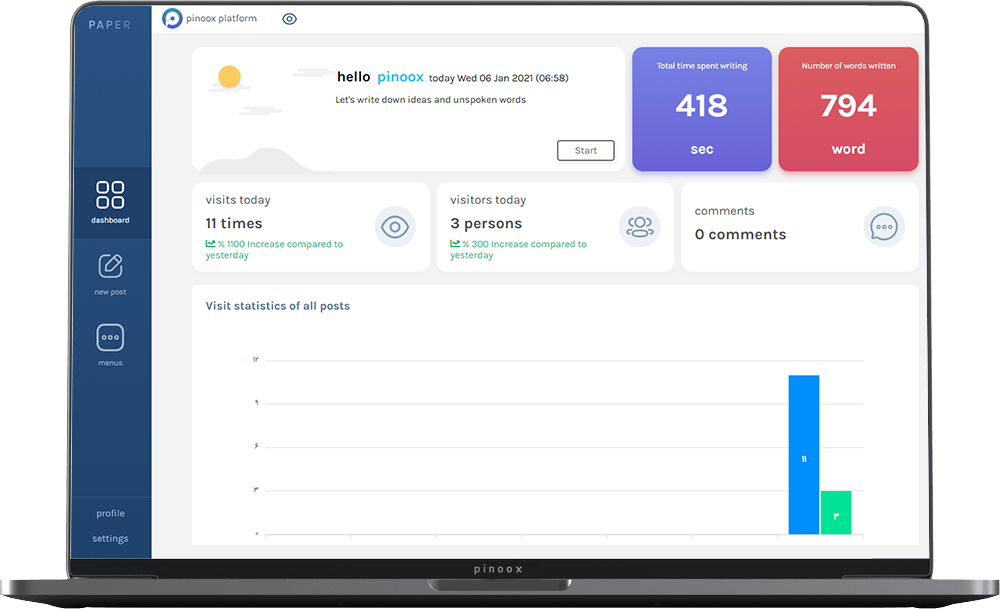 PAPER
pinoox platform
hello pinoox today Wed 06 Jan 2021 (06:58)
Let's write down ideas and unspoken words
Start
Total time spent writing
418
sec
Number of words written
794
word
dashboard
new post
menus
profile
settings
visits today
11 times
% 1100 Increase compared to
yesterday
visitors today
3 persons
% 300 Increase compared to
yesterday
comments
0 comments
Visit statistics of all posts
۱۲
۹
۶
۳
۰
۱۱
۳
pinoox